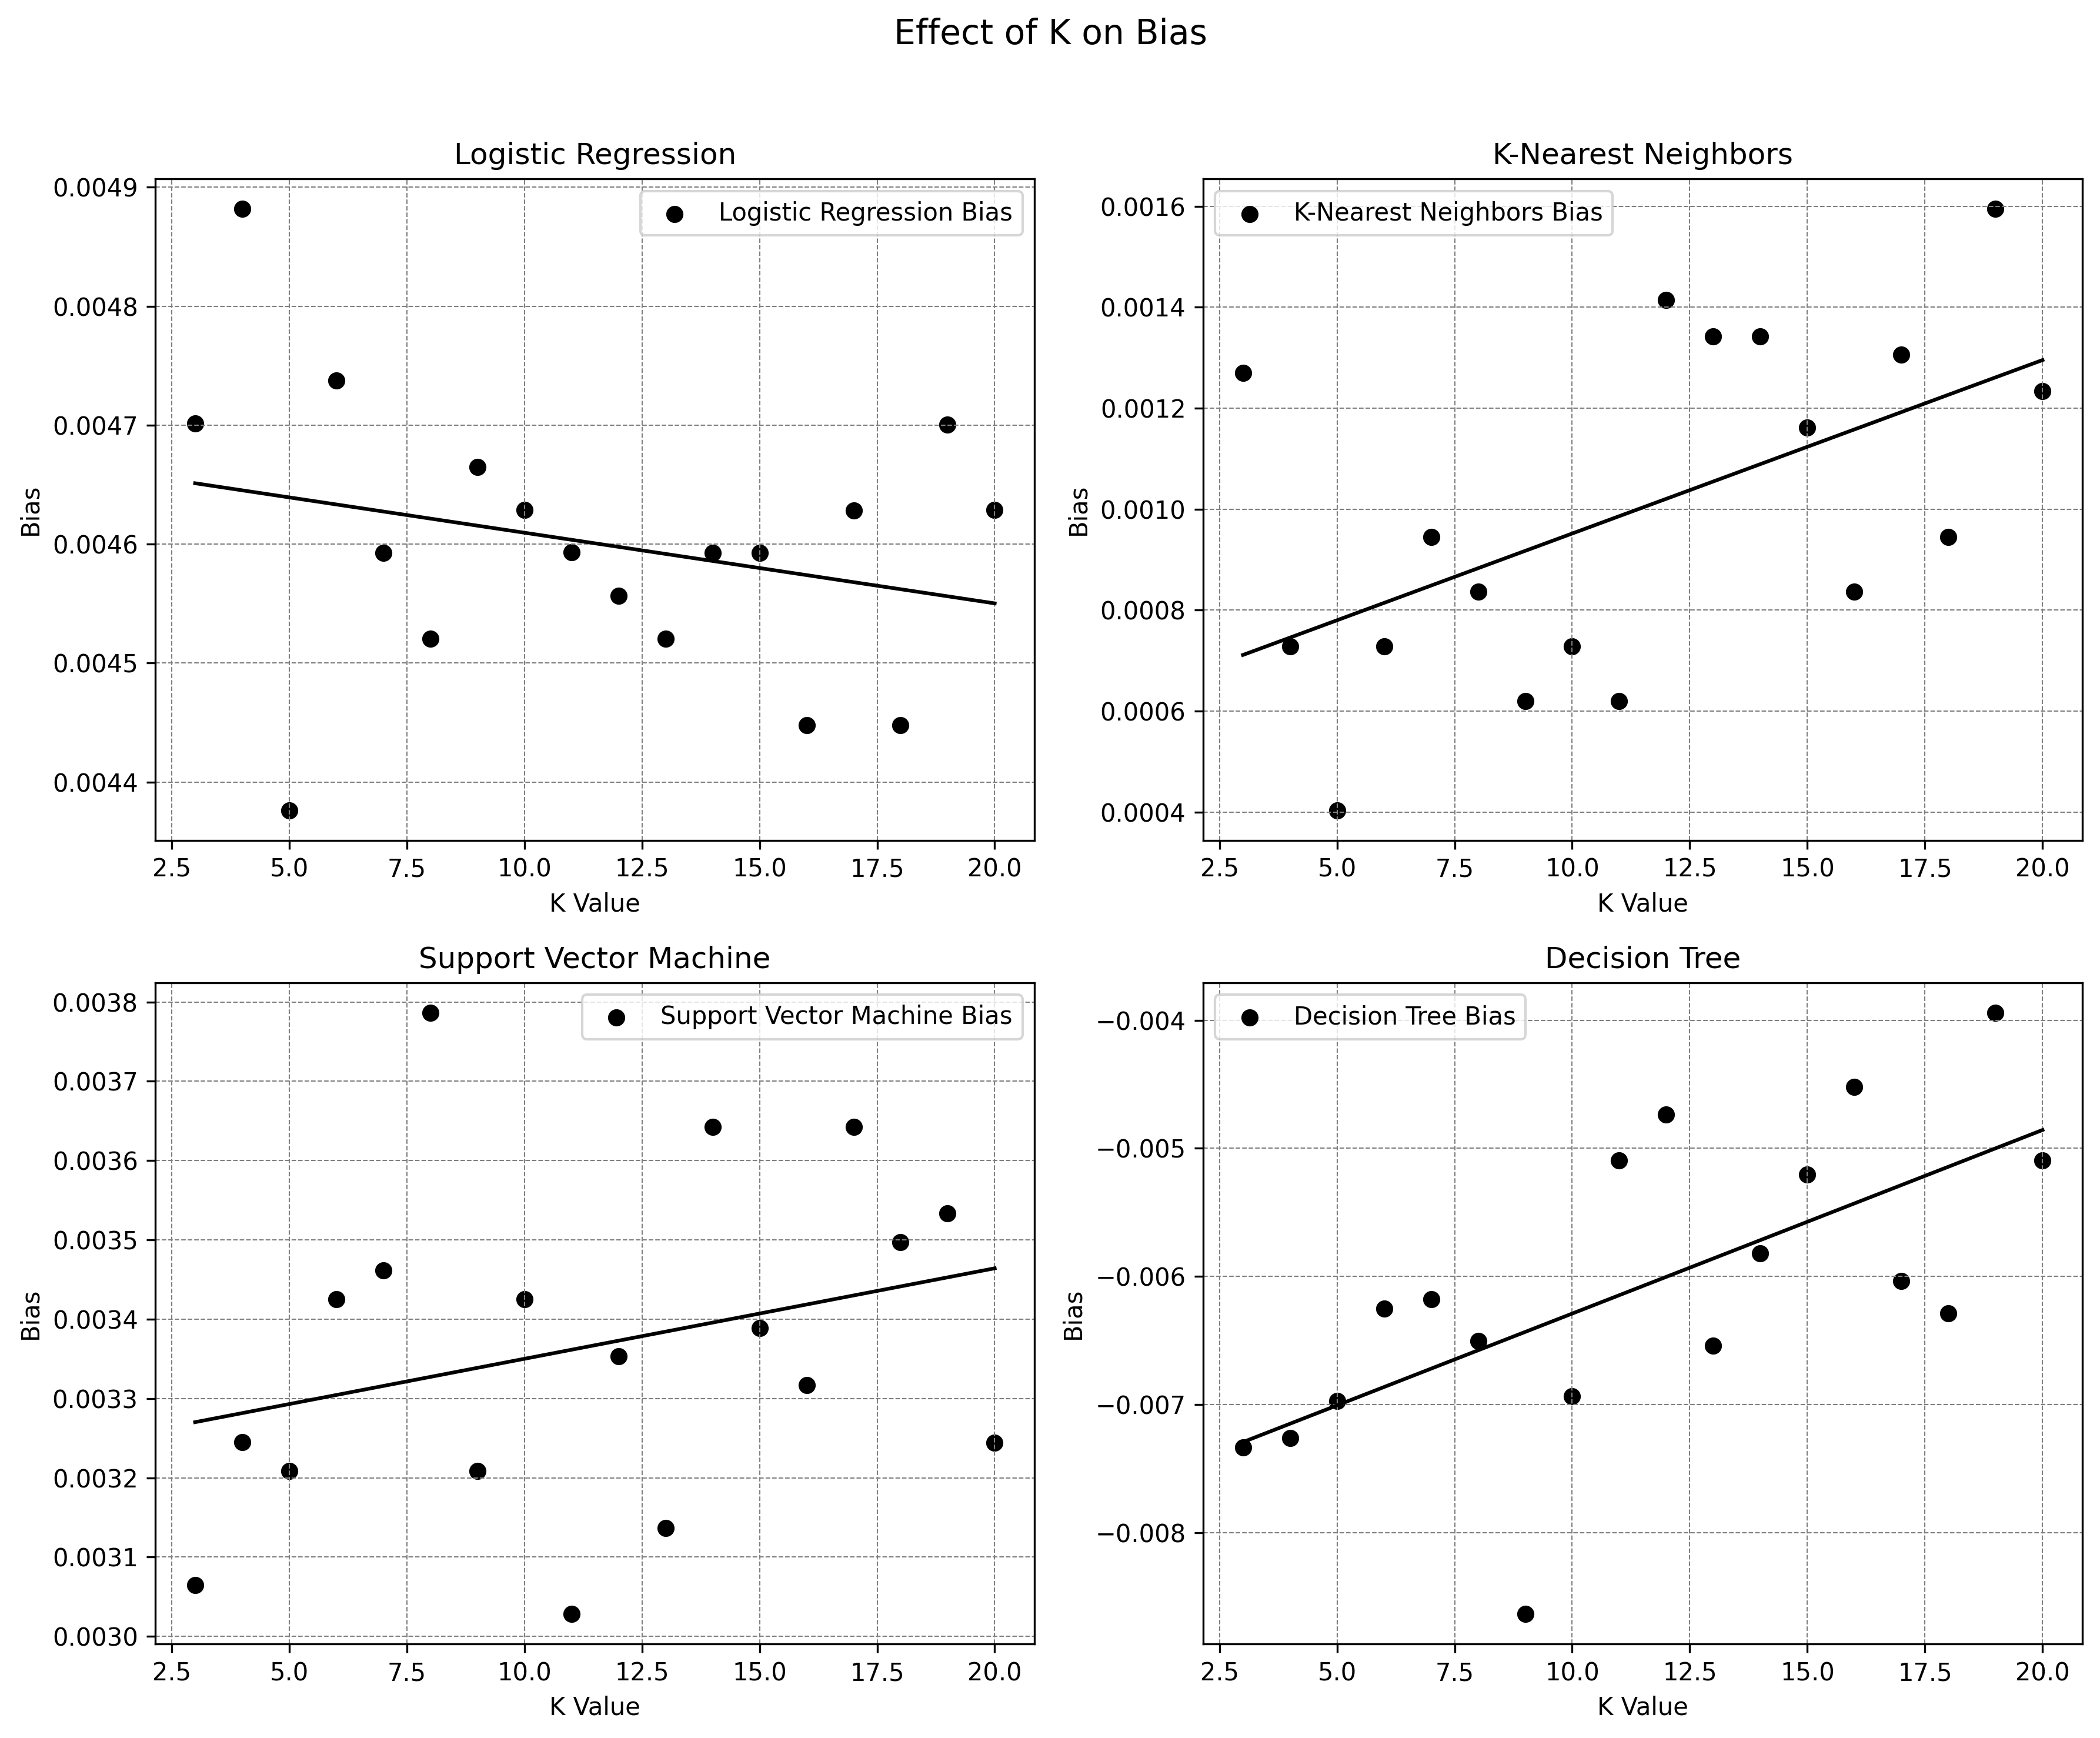 Effect of K on Bias
Logistic Regression
0.0049
0.0048
0.0047
0.0046
0.0045
0.0044
Bias
Logistic Regression Bias
2.5 5.0 7.5 10.0 12.5 15.0 17.5 20.0
K Value
K-Nearest Neighbors
0.0016
0.0014
0.0012
0.0010
0.0008
0.0006
0.0004
Bias
K-Nearest Neighbors Bias
2.5 5.0 7.5 10.0 12.5 15.0 17.5 20.0
K Value
Support Vector Machine
0.0038
0.0037
0.0036
0.0035
0.0034
0.0033
0.0032
0.0031
0.0030
Bias
Support Vector Machine Bias
2.5 5.0 7.5 10.0 12.5 15.0 17.5 20.0
K Value
Decision Tree
−0.004
−0.005
−0.006
−0.007
−0.008
Bias
Decision Tree Bias
2.5 5.0 7.5 10.0 12.5 15.0 17.5 20.0
K Value